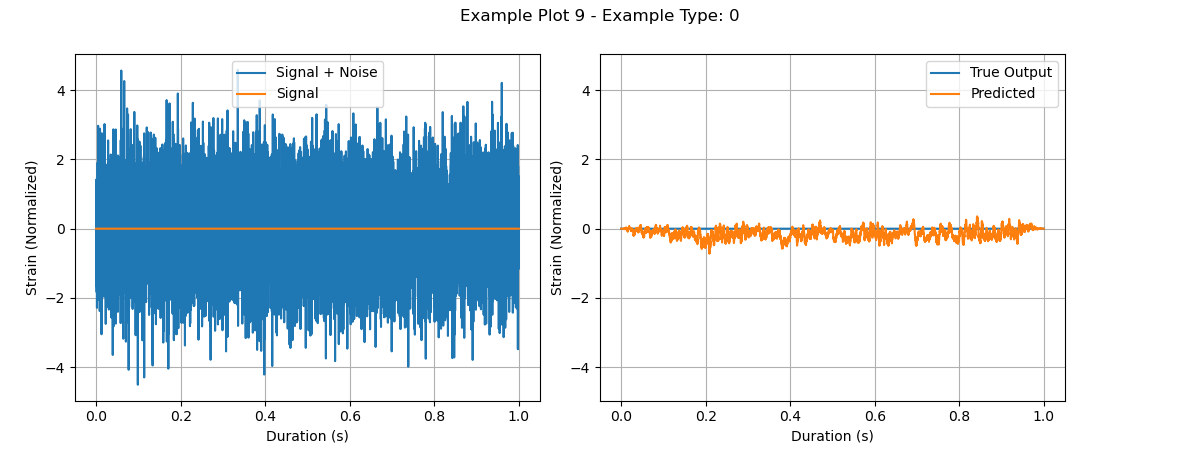 Example Plot 9 - Example Type: 0
Signal + Noise
Signal
4
2
0
−2
−4
Strain (Normalized)
0.0 0.2 0.4 0.6 0.8 1.0
Duration (s)
True Output
Predicted
4
2
0
−2
−4
Strain (Normalized)
0.0 0.2 0.4 0.6 0.8 1.0
Duration (s)